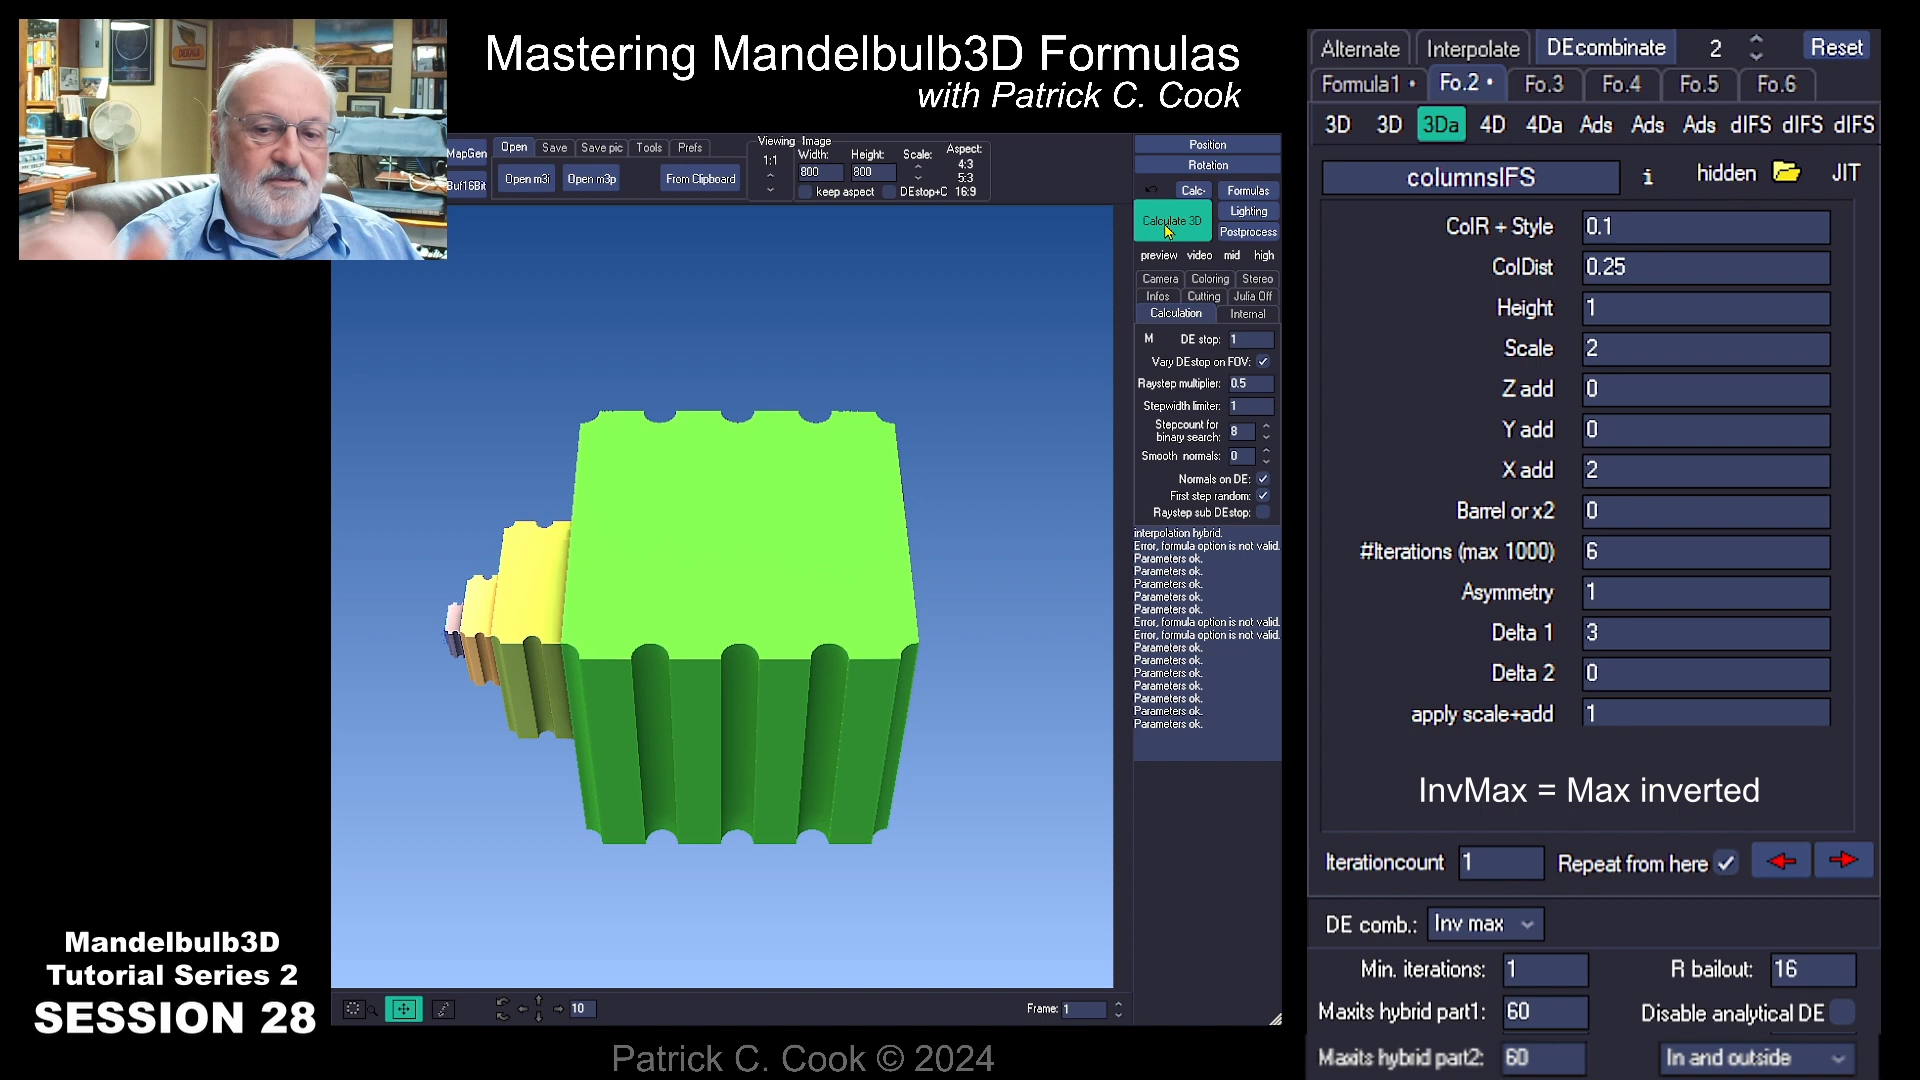 Mastering Mandelbulb3D Formulas
with Patrick C. Cook
MapGen
Buf16Bit
Open Save Save pic Tools Prefs
Open m3i Open m3p From Clipboard
Viewing Image
1:1 Width: Height: Scale: Aspect:
800 800
4:3
5:3
16:9
keep aspect DEstop+C
Position
Rotation
Calc- Formulas
Calculate 3D Lighting
Postprocess
preview video mid high
Camera Coloring Stereo
Infos Cutting Julia Off
Calculation Internal
M DE stop: 1
Vary DEstop on FOV:
Raystep multiplier: 0.5
Stepwidth limiter: 1
Stepcount for
binary search: 8
Smooth normals: 0
Normals on DE:
First step random:
Raystep sub DEstop:
interpolation hybrid.
Error, formula option is not valid.
Parameters ok.
Parameters ok.
Parameters ok.
Parameters ok.
Parameters ok.
Error, formula option is not valid.
Error, formula option is not valid.
Parameters ok.
Parameters ok.
Parameters ok.
Parameters ok.
Parameters ok.
Parameters ok.
Parameters ok.
10
Frame: 1
Alternate Interpolate DEcombinate 2 Reset
Formula1 • Fo.2 • Fo.3 Fo.4 Fo.5 Fo.6
3D 3D 3Da 4D 4Da Ads Ads Ads dIFS dIFS dIFS
columnsIFS i hidden JIT
ColR + Style 0.1
ColDist 0.25
Height 1
Scale 2
Z add 0
Y add 0
X add 2
Barrel or x2 0
#Iterations (max 1000) 6
Asymmetry 1
Delta 1 3
Delta 2 0
apply scale+add 1
InvMax = Max inverted
Iterationcount 1 Repeat from here
DE comb.: Inv max
Min. iterations: 1 R bailout: 16
Maxits hybrid part1: 60 Disable analytical DE
Maxits hybrid part2: 60 In and outside
Mandelbulb3D
Tutorial Series 2
SESSION 28
Patrick C. Cook © 2024